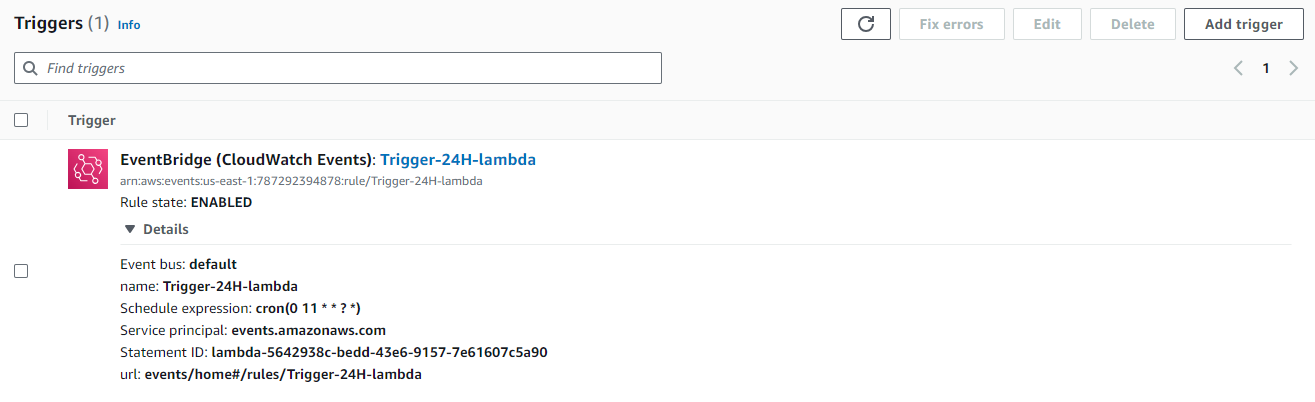 Triggers (1) Info
Fix errors Edit Delete Add trigger
Find triggers
1
Trigger
EventBridge (CloudWatch Events): Trigger-24H-lambda
arn:aws:events:us-east-1:787292394878:rule/Trigger-24H-lambda
Rule state: ENABLED
Details
Event bus: default
name: Trigger-24H-lambda
Schedule expression: cron(0 11 * * ? *)
Service principal: events.amazonaws.com
Statement ID: lambda-5642938c-bedd-43e6-9157-7e61607c5a90
url: events/home#/rules/Trigger-24H-lambda